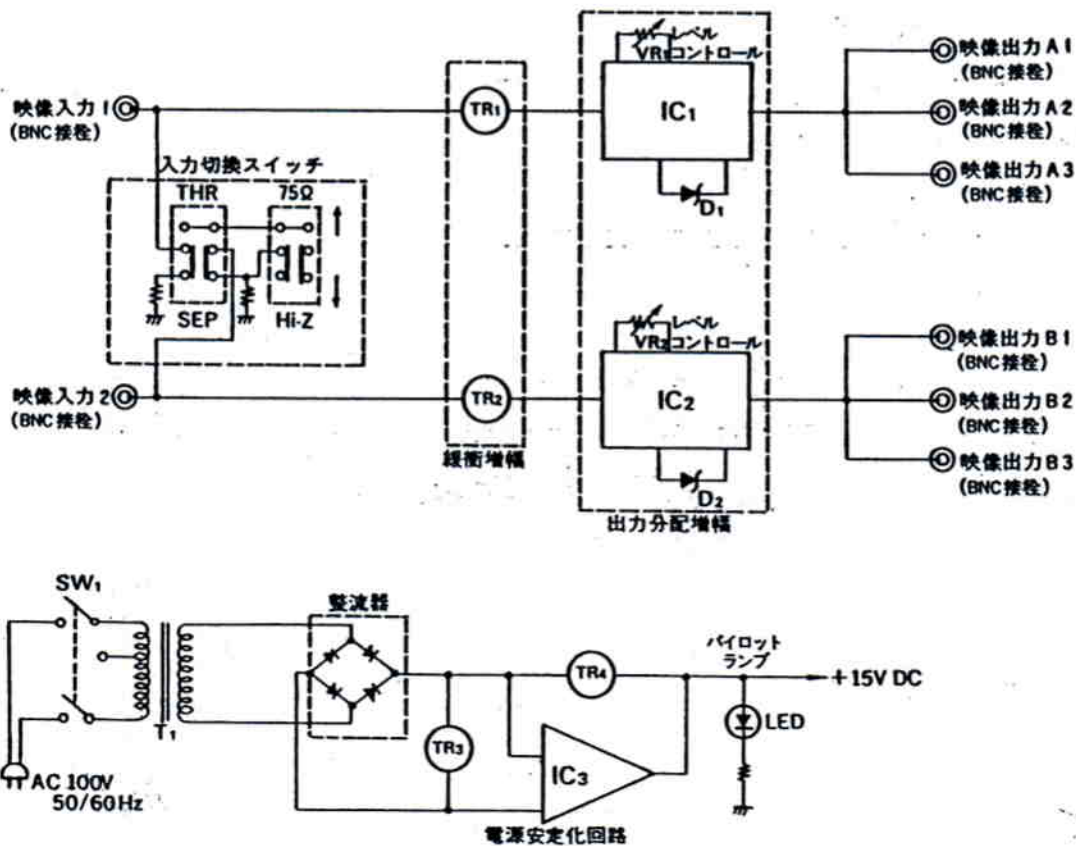 映像入力1
(BNC接栓)
入力切換スイッチ
THR 75Ω
SEP Hi-Z
映像入力2
(BNC接栓)
TR1
TR2
緩衝増幅
レベル
VR1コントロール
IC1
D1
レベル
VR2コントロール
IC2
D2
出力分配増幅
映像出力A1
(BNC接栓)
映像出力A2
(BNC接栓)
映像出力A3
(BNC接栓)
映像出力B1
(BNC接栓)
映像出力B2
(BNC接栓)
映像出力B3
(BNC接栓)
SW1
T1
AC 100V
50/60Hz
整流器
TR3
TR4
IC3
電源安定化回路
パイロット
ランプ
LED
+15V DC